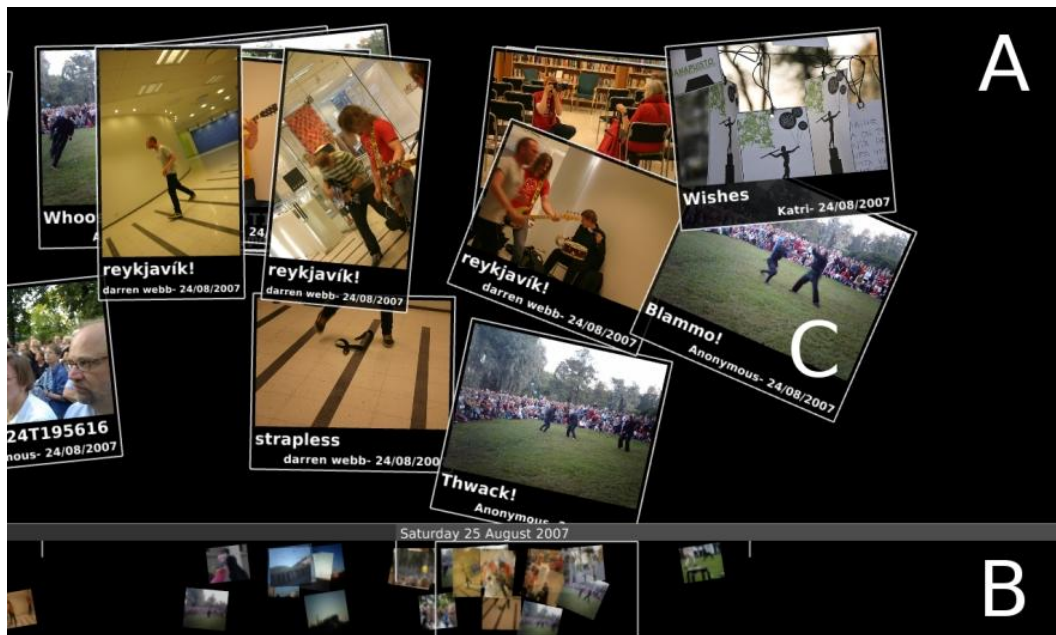 A
Whoo
reykjavík!
darren webb- 24/08/2007
24
reykjavík!
darren webb- 24/08/2007
reykjavík!
darren webb- 24/08/2007
Wishes
Katri- 24/08/2007
Blammo!
Anonymous- 24/08/2007
C
24T195616
mous- 24/08/2007
strapless
darren webb- 24/08/200
Thwack!
Anonymous-
Saturday 25 August 2007
B